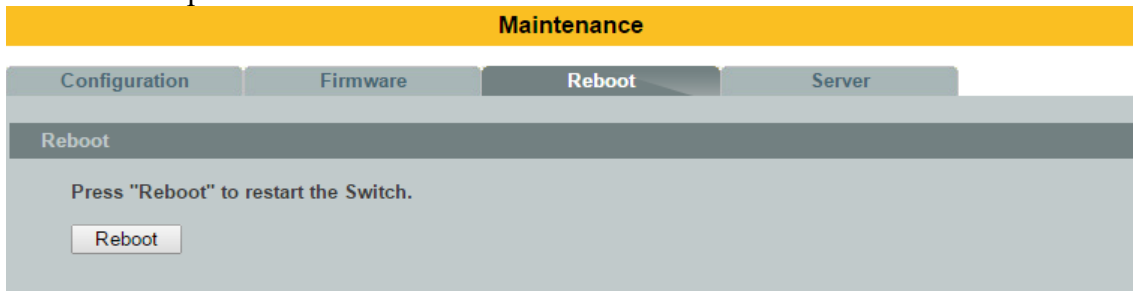 Maintenance
Configuration Firmware Reboot Server
Reboot
Press "Reboot" to restart the Switch.
Reboot